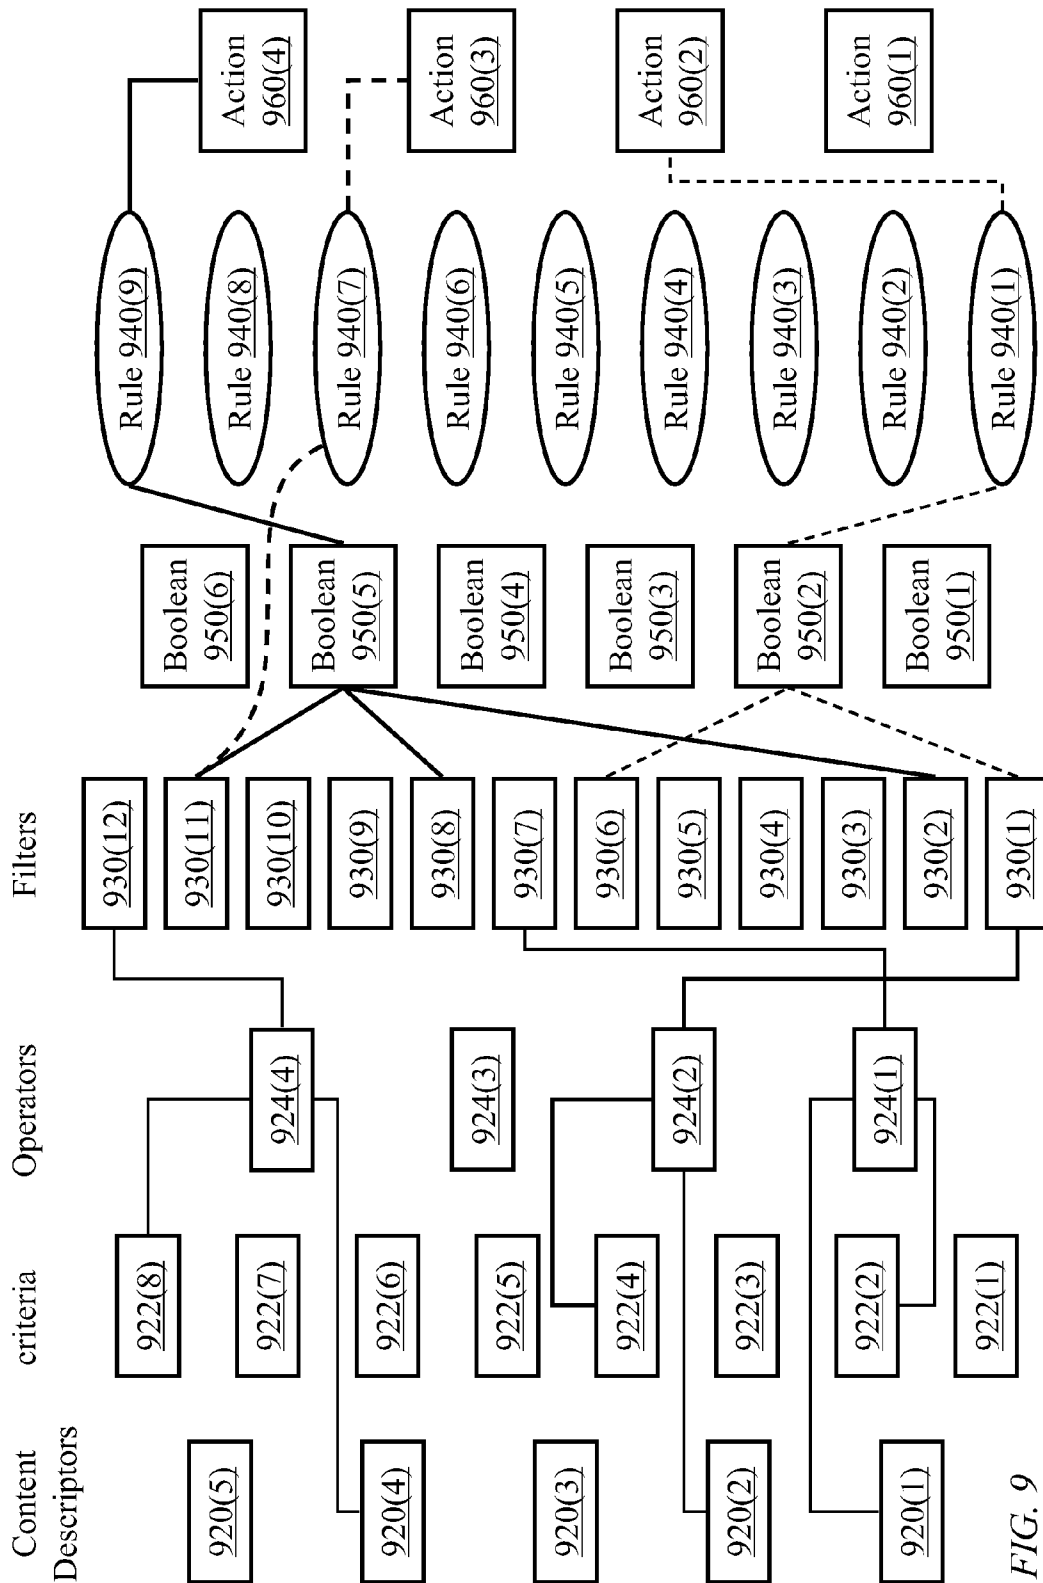 Content
Descriptors
criteria
Operators
Filters
920(5)
920(4)
920(3)
920(2)
920(1)
922(8)
922(7)
922(6)
922(5)
922(4)
922(3)
922(2)
922(1)
924(4)
924(3)
924(2)
924(1)
930(12)
930(11)
930(10)
930(9)
930(8)
930(7)
930(6)
930(5)
930(4)
930(3)
930(2)
930(1)
Boolean
950(6)
Boolean
950(5)
Boolean
950(4)
Boolean
950(3)
Boolean
950(2)
Boolean
950(1)
Rule 940(9)
Rule 940(8)
Rule 940(7)
Rule 940(6)
Rule 940(5)
Rule 940(4)
Rule 940(3)
Rule 940(2)
Rule 940(1)
Action
960(4)
Action
960(3)
Action
960(2)
Action
960(1)
FIG. 9